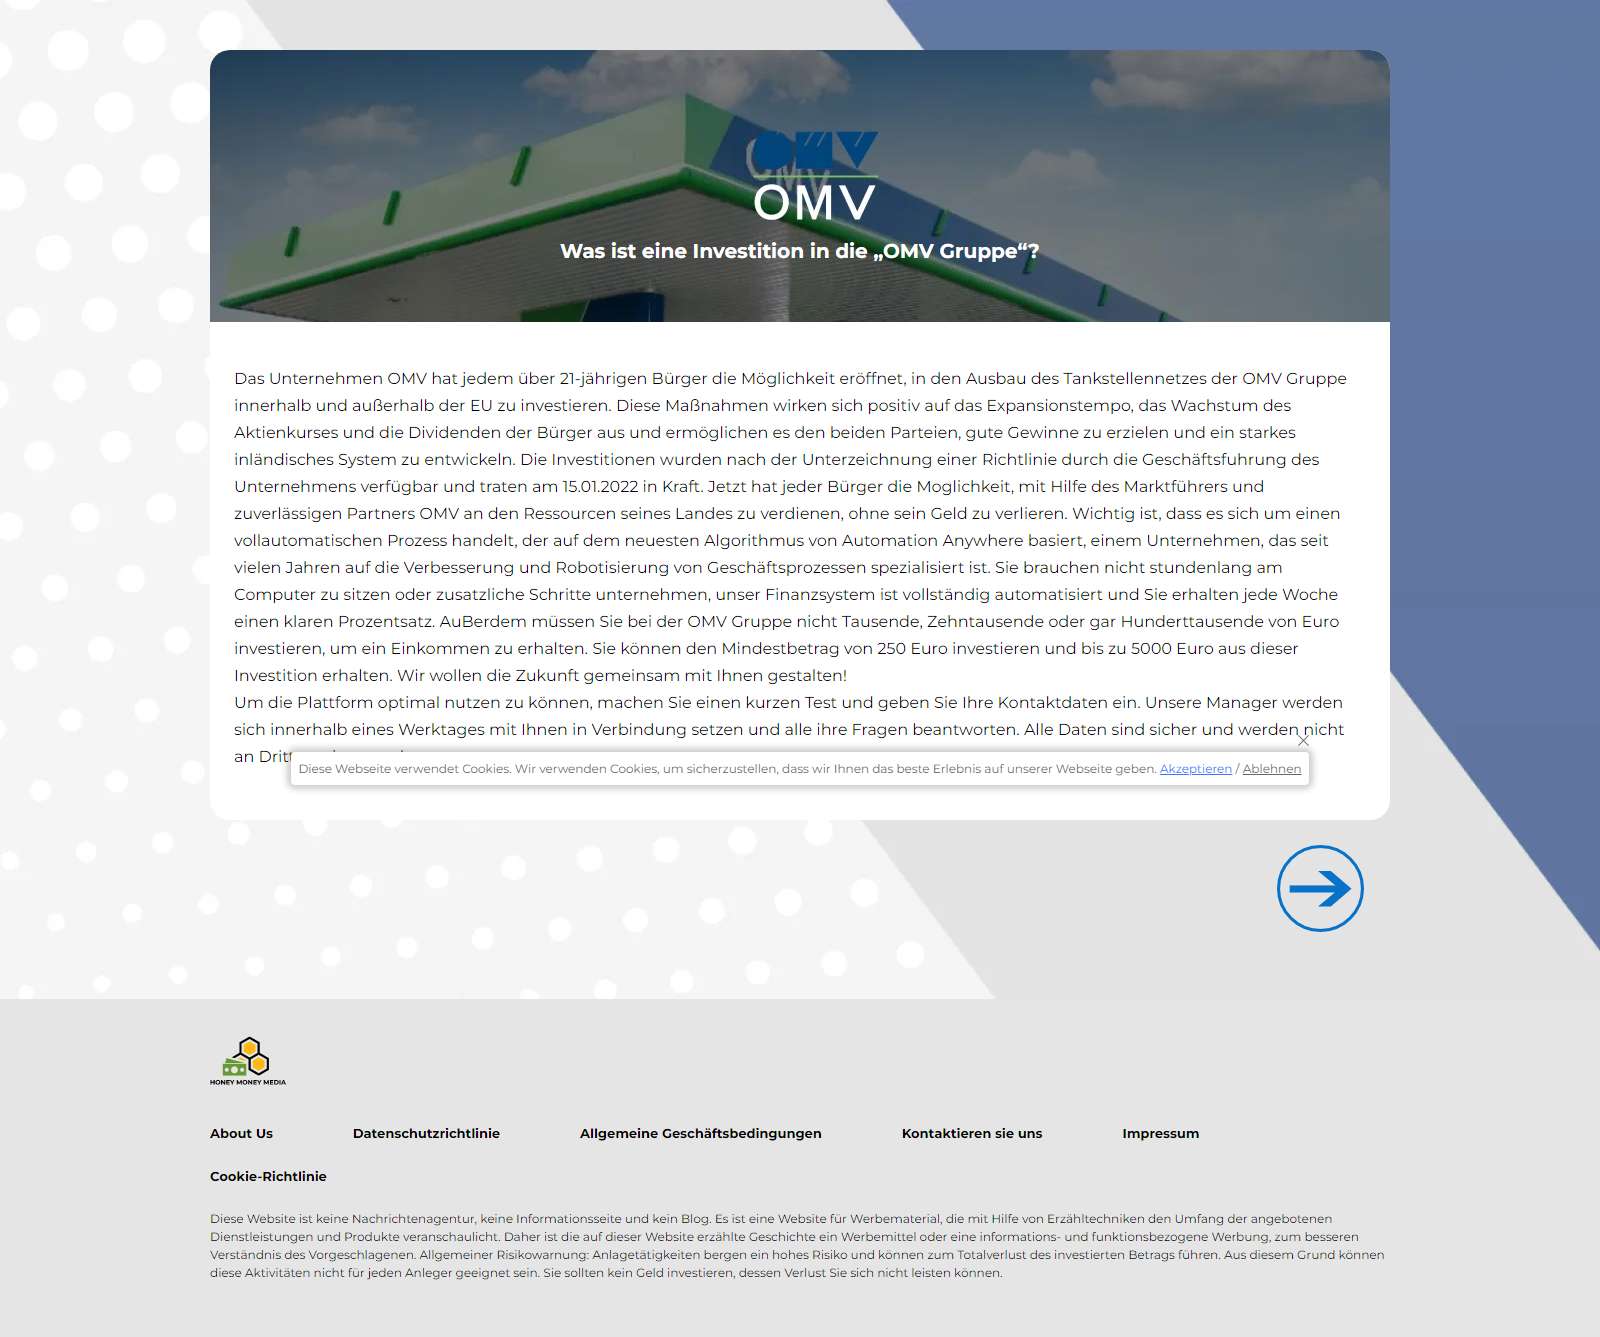 OMV
OMV
Was ist eine Investition in die „OMV Gruppe“?
Das Unternehmen OMV hat jedem über 21-jährigen Bürger die Möglichkeit eröffnet, in den Ausbau des Tankstellennetzes der OMV Gruppe
innerhalb und außerhalb der EU zu investieren. Diese Maßnahmen wirken sich positiv auf das Expansionstempo, das Wachstum des
Aktienkurses und die Dividenden der Bürger aus und ermöglichen es den beiden Parteien, gute Gewinne zu erzielen und ein starkes
inländisches System zu entwickeln. Die Investitionen wurden nach der Unterzeichnung einer Richtlinie durch die Geschäftsfuhrung des
Unternehmens verfügbar und traten am 15.01.2022 in Kraft. Jetzt hat jeder Bürger die Moglichkeit, mit Hilfe des Marktführers und
zuverlässigen Partners OMV an den Ressourcen seines Landes zu verdienen, ohne sein Geld zu verlieren. Wichtig ist, dass es sich um einen
vollautomatischen Prozess handelt, der auf dem neuesten Algorithmus von Automation Anywhere basiert, einem Unternehmen, das seit
vielen Jahren auf die Verbesserung und Robotisierung von Geschäftsprozessen spezialisiert ist. Sie brauchen nicht stundenlang am
Computer zu sitzen oder zusatzliche Schritte unternehmen, unser Finanzsystem ist vollständig automatisiert und Sie erhalten jede Woche
einen klaren Prozentsatz. AuBerdem müssen Sie bei der OMV Gruppe nicht Tausende, Zehntausende oder gar Hunderttausende von Euro
investieren, um ein Einkommen zu erhalten. Sie können den Mindestbetrag von 250 Euro investieren und bis zu 5000 Euro aus dieser
Investition erhalten. Wir wollen die Zukunft gemeinsam mit Ihnen gestalten!
Um die Plattform optimal nutzen zu können, machen Sie einen kurzen Test und geben Sie Ihre Kontaktdaten ein. Unsere Manager werden
sich innerhalb eines Werktages mit Ihnen in Verbindung setzen und alle ihre Fragen beantworten. Alle Daten sind sicher und werden nicht
an
Diese Webseite verwendet Cookies. Wir verwenden Cookies, um sicherzustellen, dass wir Ihnen das beste Erlebnis auf unserer Webseite geben. Akzeptieren / Ablehnen
HONEY MONEY MEDIA
About Us Datenschutzrichtlinie Allgemeine Geschäftsbedingungen Kontaktieren sie uns Impressum
Cookie-Richtlinie
Diese Website ist keine Nachrichtenagentur, keine Informationsseite und kein Blog. Es ist eine Website für Werbematerial, die mit Hilfe von Erzähltechniken den Umfang der angebotenen
Dienstleistungen und Produkte veranschaulicht. Daher ist die auf dieser Website erzählte Geschichte ein Werbemittel oder eine informations- und funktionsbezogene Werbung, zum besseren
Verständnis des Vorgeschlagenen. Allgemeiner Risikowarnung: Anlagetätigkeiten bergen ein hohes Risiko und können zum Totalverlust des investierten Betrags führen. Aus diesem Grund können
diese Aktivitäten nicht für jeden Anleger geeignet sein. Sie sollten kein Geld investieren, dessen Verlust Sie sich nicht leisten können.